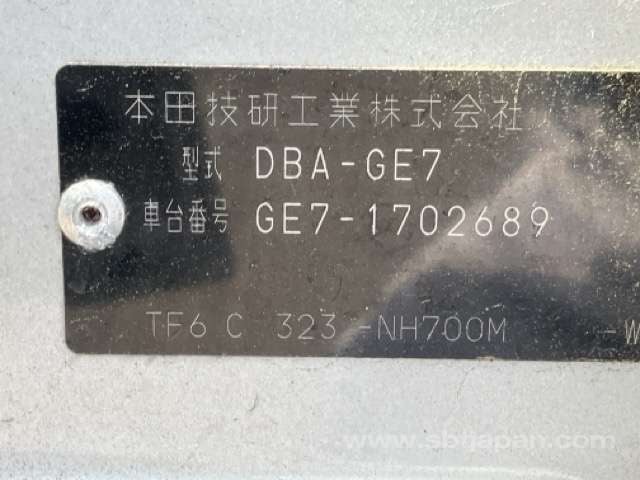 本田技研工業株式会社
型式 DBA-GE7
車台番号 GE7-1702689
TF6 C 323 -NH700M -W
www.sbtjapan.com